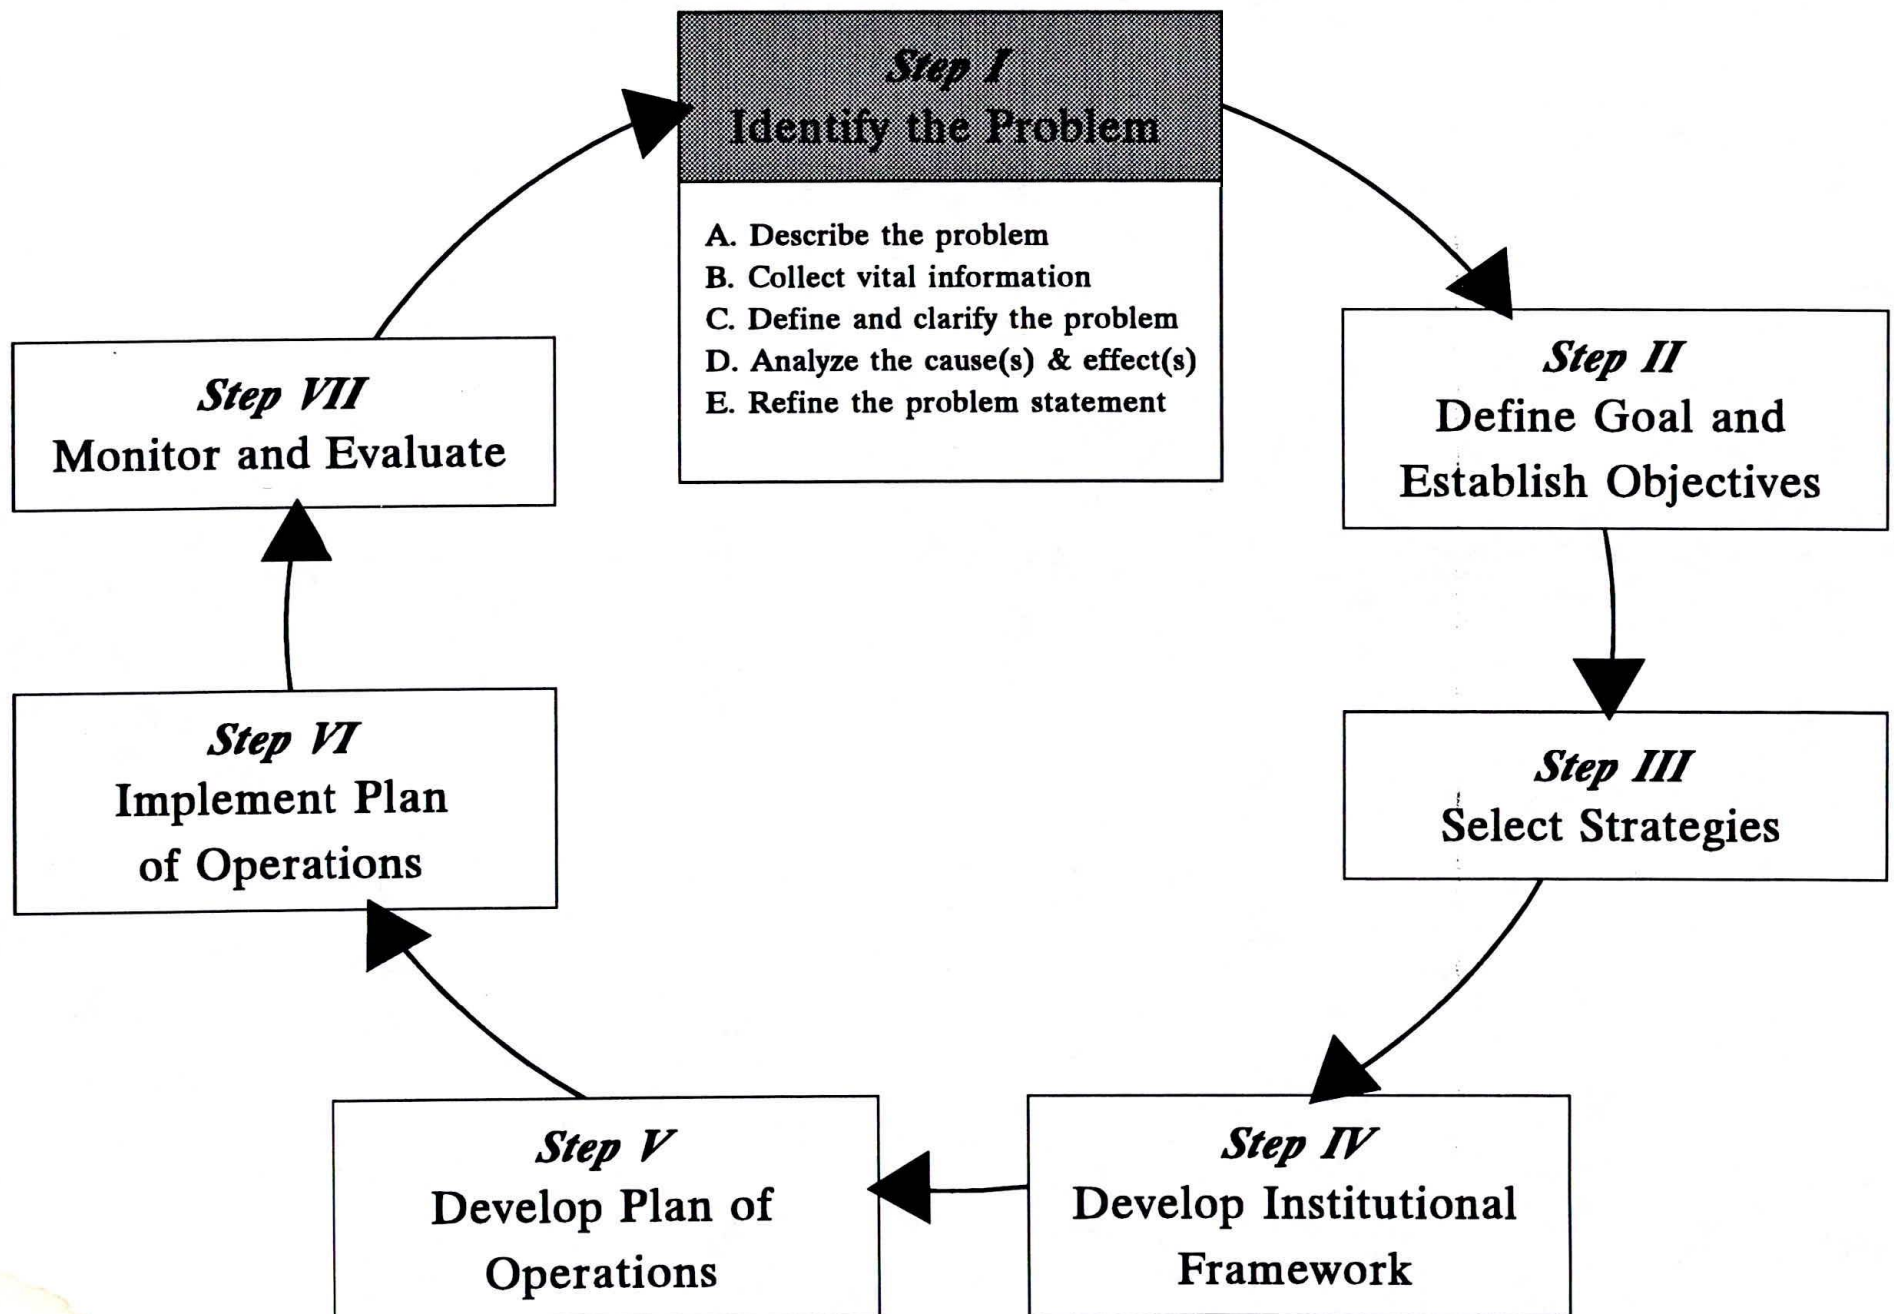 Step I
Identify the Problem
A. Describe the problem
B. Collect vital information
C. Define and clarify the problem
D. Analyze the cause(s) & effect(s)
E. Refine the problem statement
Step II
Define Goal and
Establish Objectives
Step III
Select Strategies
Step IV
Develop Institutional
Framework
Step V
Develop Plan of
Operations
Step VI
Implement Plan
of Operations
Step VII
Monitor and Evaluate